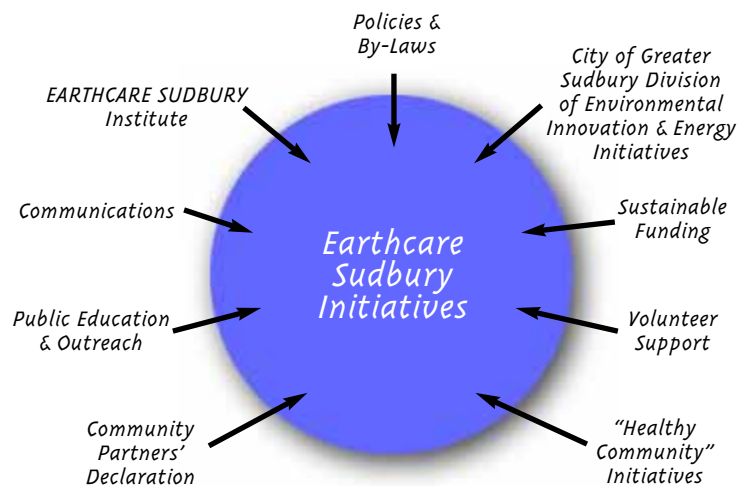 Policies &
By-Laws
City of Greater
Sudbury Division
of Environmental
Innovation & Energy
Initiatives
EARTHCARE SUDBURY
Institute
Communications
Sustainable
Funding
Earthcare
Sudbury
Initiatives
Public Education
& Outreach
Volunteer
Support
Community
Partners’
Declaration
“Healthy
Community”
Initiatives